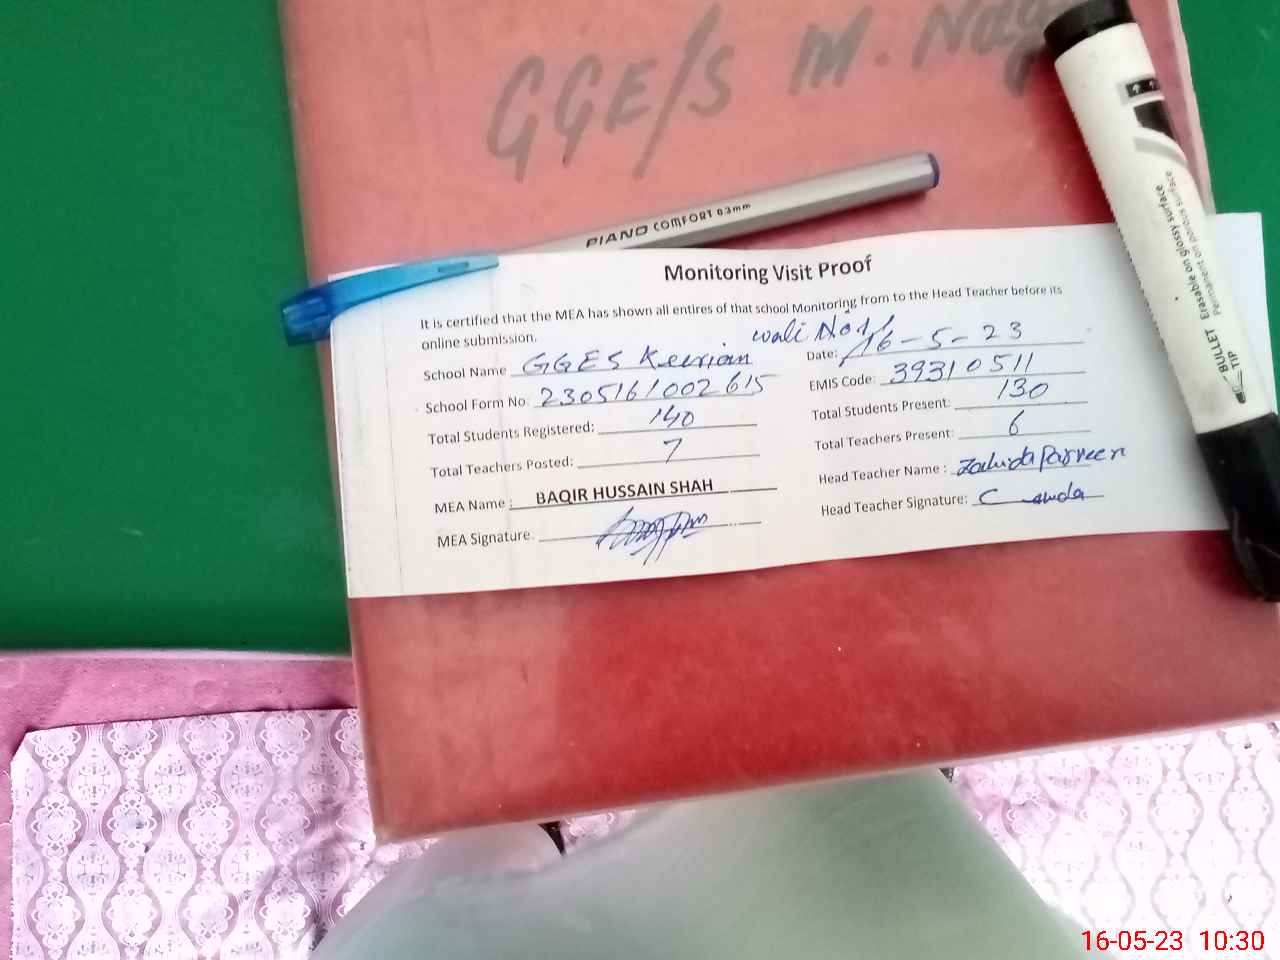 GGE/S M. Nag
PIANO COMFORT 0.3mm
BULLET TIP Erasable on glossy surface
Permanent on porous surface
Monitoring Visit Proof
It is certified that the MEA has shown all entires of that school Monitoring from to the Head Teacher before its
online submission.
School Name GGES Keerian wali No 1
Date: 16-5-23
School Form No: 2305161002615
EMIS Code: 39310511
Total Students Registered: 140
Total Students Present: 130
Total Teachers Posted: 7
Total Teachers Present: 6
MEA Name: BAQIR HUSSAIN SHAH
Head Teacher Name : Zahida Parveen
MEA Signature:
Head Teacher Signature:
16-05-23 10:30